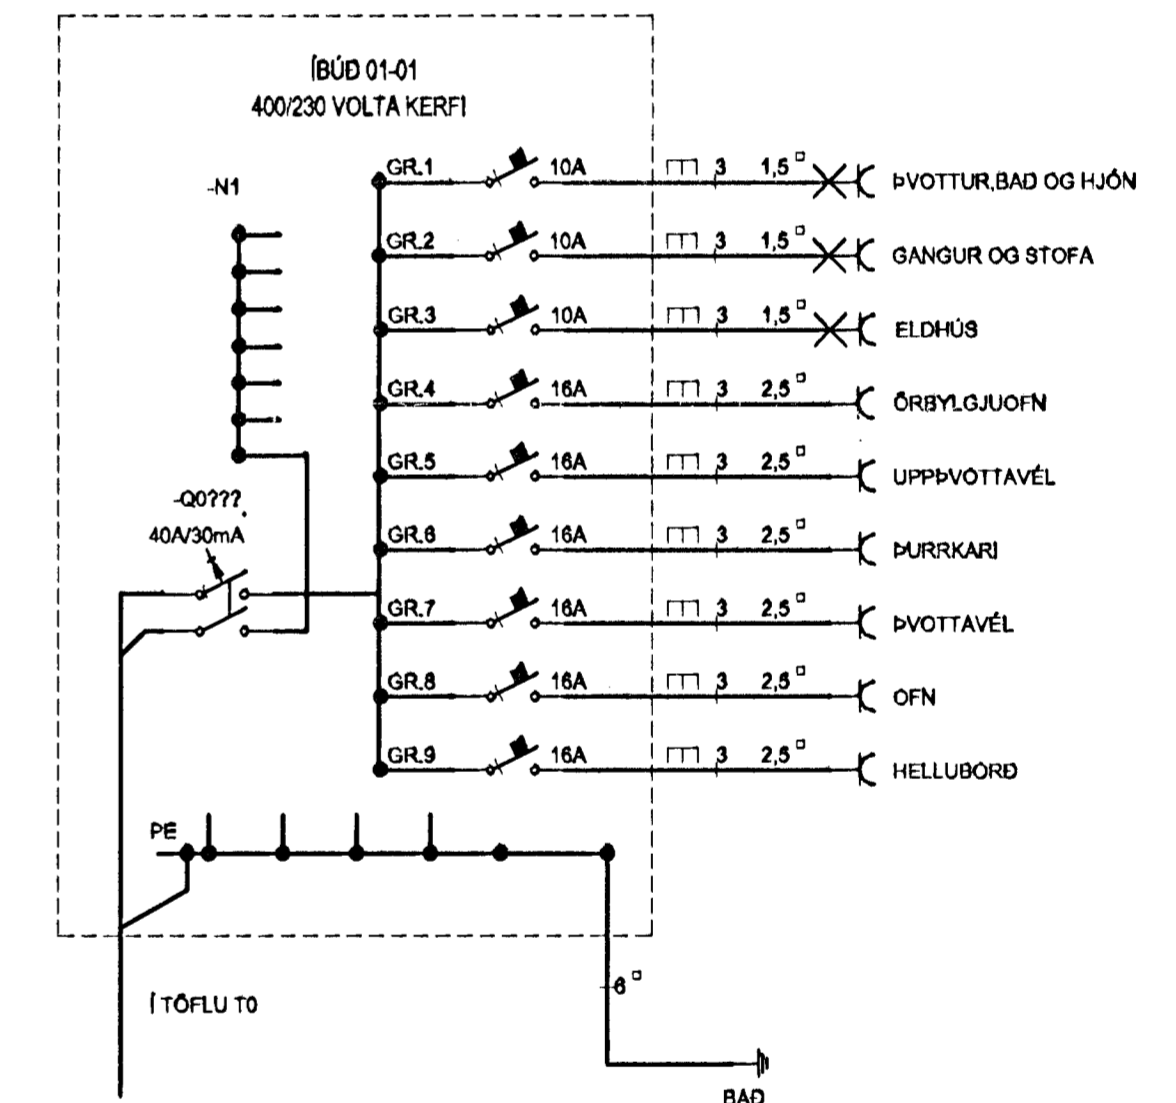 ÍBÚÐ 01-01
400/230 VOLTA KERFI
-N1
GR.1 10A 3 1,5 ÞVOTTUR,BAÐ OG HJÓN
GR.2 10A 3 1,5 GANGUR OG STOFA
GR.3 10A 3 1,5 ELDHÚS
GR.4 16A 3 2,5 ÖRBYLGJUOFN
GR.5 16A 3 2,5 UPPÞVOTTAVÉL
-Q0???
40A/30mA
GR.6 16A 3 2,5 ÞURRKARI
GR.7 16A 3 2,5 ÞVOTTAVÉL
GR.8 16A 3 2,5 OFN
GR.9 16A 3 2,5 HELLUBORÐ
PE
6
Í TÖFLU T0
BAÐ